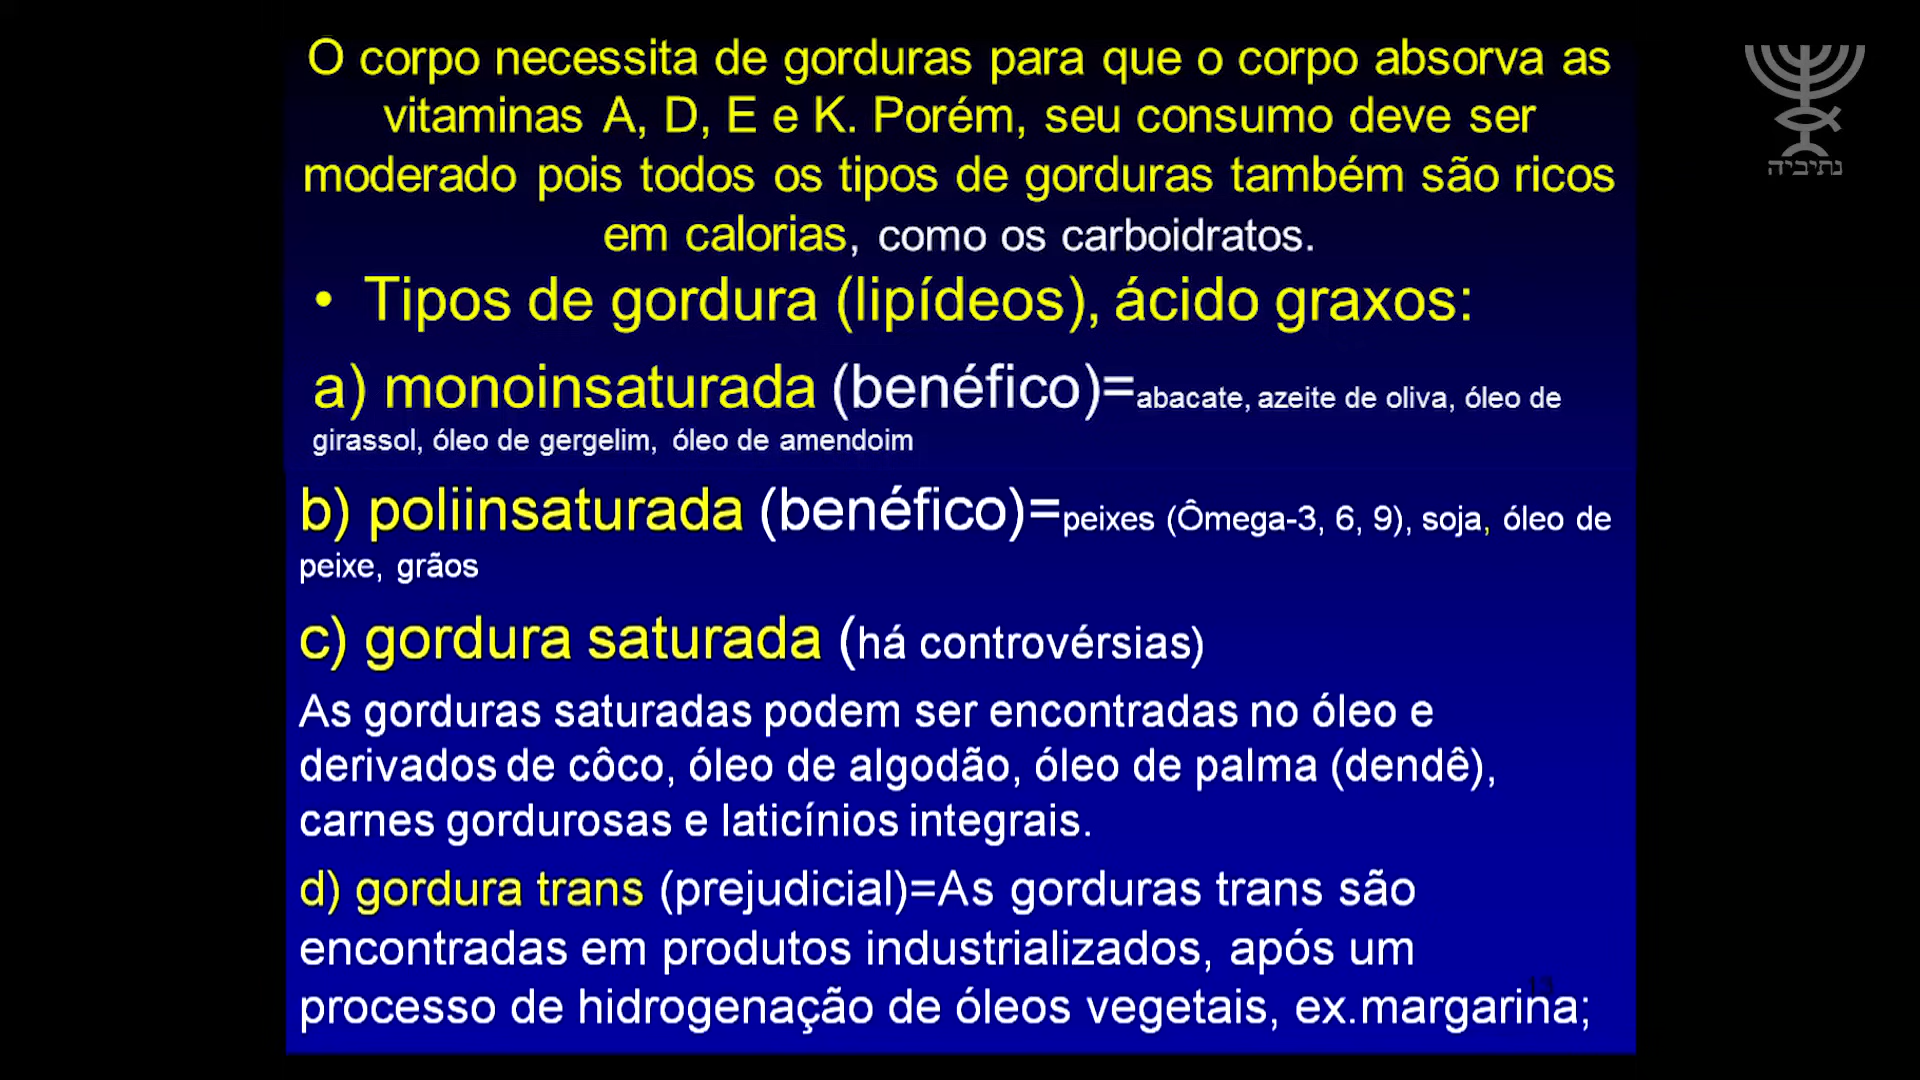 O corpo necessita de gorduras para que o corpo absorva as
vitaminas A, D, E e K. Porém, seu consumo deve ser
moderado pois todos os tipos de gorduras também são ricos
em calorias, como os carboidratos.
• Tipos de gordura (lipídeos), ácido graxos:
a) monoinsaturada (benéfico)=abacate, azeite de oliva, óleo de
girassol, óleo de gergelim, óleo de amendoim
b) poliinsaturada (benéfico)=peixes (Ômega-3, 6, 9), soja, óleo de
peixe, grãos
c) gordura saturada (há controvérsias)
As gorduras saturadas podem ser encontradas no óleo e
derivados de côco, óleo de algodão, óleo de palma (dendê),
carnes gordurosas e laticínios integrais.
d) gordura trans (prejudicial)=As gorduras trans são
encontradas em produtos industrializados, após um
processo de hidrogenação de óleos vegetais, ex.margarina;
13
נתיביה